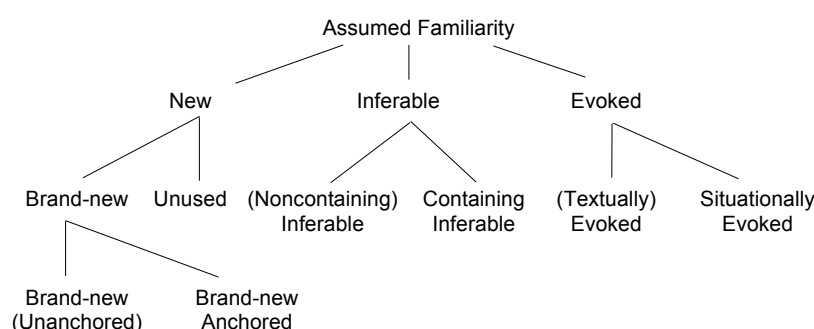 Assumed Familiarity
New Inferable Evoked
Brand-new Unused (Noncontaining) Containing (Textually) Situationally
Inferable Inferable Evoked Evoked
Brand-new Brand-new
(Unanchored) Anchored